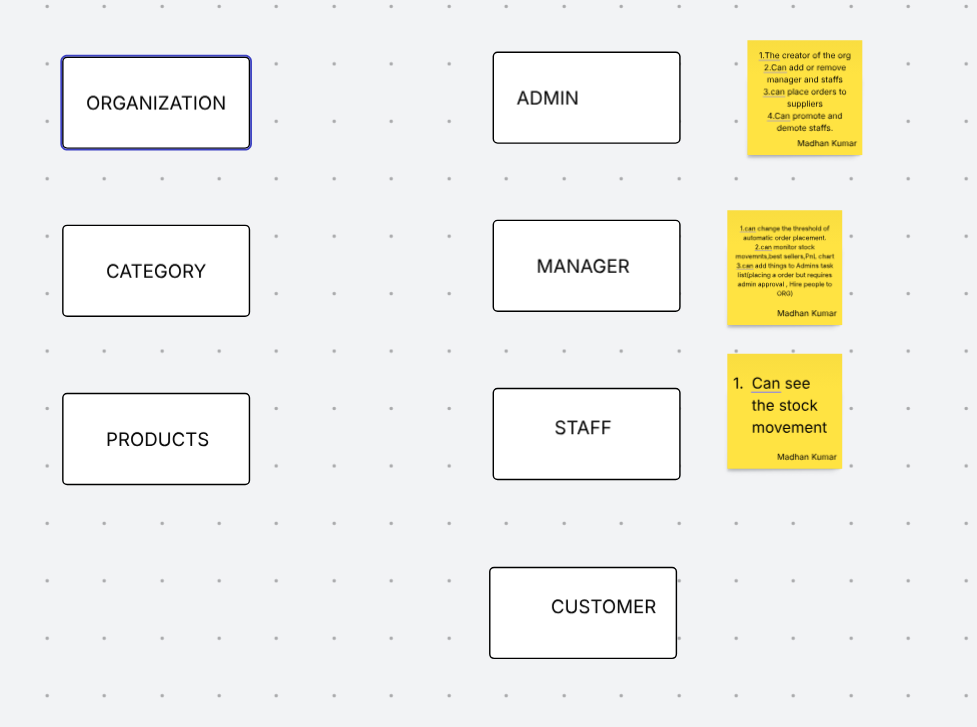 ORGANIZATION
ADMIN
1.The creator of the org
2.Can add or remove
manager and staffs
3.can place orders to
suppliers
4.Can promote and
demote staffs.
Madhan Kumar
CATEGORY
MANAGER
1.can change the threshold of
automatic order placement.
2.can monitor stock
movemnts,best sellers,PnL chart
3.can add things to Admins task
list(placing a order but requires
admin approval , Hire people to
ORG)
Madhan Kumar
PRODUCTS
STAFF
1. Can see
the stock
movement
Madhan Kumar
CUSTOMER